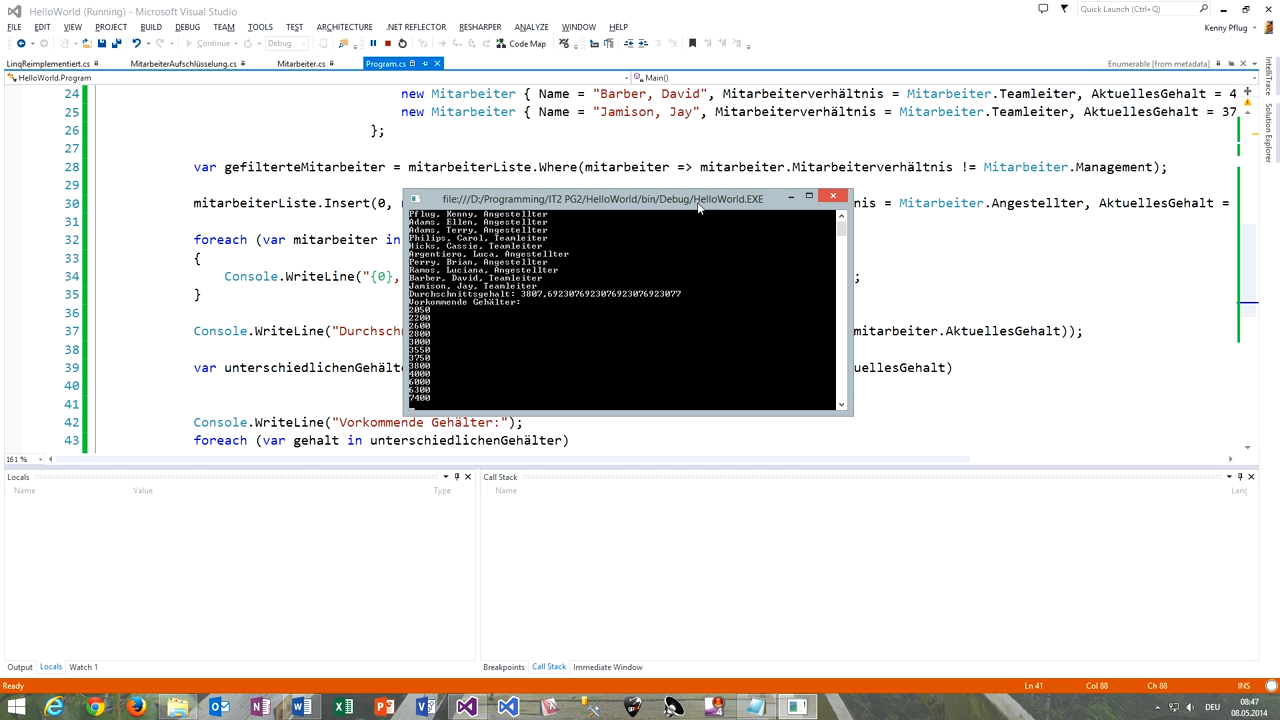 HelloWorld (Running) - Microsoft Visual Studio
Quick Launch (Ctrl+Q)
FILE EDIT VIEW PROJECT BUILD DEBUG TEAM TOOLS TEST ARCHITECTURE .NET REFLECTOR RESHARPER ANALYZE WINDOW HELP
Kenny Pflug
Continue Debug Code Map
LinqReimplementiert.cs MitarbeiterAufschlüsselung.cs Mitarbeiter.cs Program.cs Enumerable [from metadata]
HelloWorld.Program Main()
IntelliTrace
Solution Explorer
24 new Mitarbeiter { Name = "Barber, David", Mitarbeiterverhältnis = Mitarbeiter.Teamleiter, AktuellesGehalt = 4
25 new Mitarbeiter { Name = "Jamison, Jay", Mitarbeiterverhältnis = Mitarbeiter.Teamleiter, AktuellesGehalt = 37
26 };
27
28 var gefilterteMitarbeiter = mitarbeiterListe.Where(mitarbeiter => mitarbeiter.Mitarbeiterverhältnis != Mitarbeiter.Management);
29
30 mitarbeiterListe.Insert(0, n = Mitarbeiter.Angestellter, AktuellesGehalt =
31
32 foreach (var mitarbeiter in
33 {
34 Console.WriteLine("{0}, ;
35 }
36
37 Console.WriteLine("Durchschn mitarbeiter.AktuellesGehalt));
38
39 var unterschiedlichenGehälte uellesGehalt)
40
41
42 Console.WriteLine("Vorkommende Gehälter:");
43 foreach (var gehalt in unterschiedlichenGehälter)
file:///D:/Programming/IT2 PG2/HelloWorld/bin/Debug/HelloWorld.EXE
Pflug, Kenny, Angestellter
Adams, Ellen, Angestellter
Adams, Terry, Angestellter
Philips, Carol, Teamleiter
Hicks, Cassie, Teamleiter
Argentiero, Luca, Angestellter
Perry, Brian, Angestellter
Ramos, Luciana, Angestellter
Barber, David, Teamleiter
Jamison, Jay, Teamleiter
Durchschnittsgehalt: 3807,6923076923076923076923077
Vorkommende Gehälter:
2050
2200
2600
2800
3000
3550
3750
3800
4000
6000
6300
7400
161 %
Locals
Name Value Type
Call Stack
Name Lang
Output Locals Watch 1
Breakpoints Call Stack Immediate Window
Ready
Ln 41 Col 88 Ch 88 INS
DEU
08:47
08.05.2014